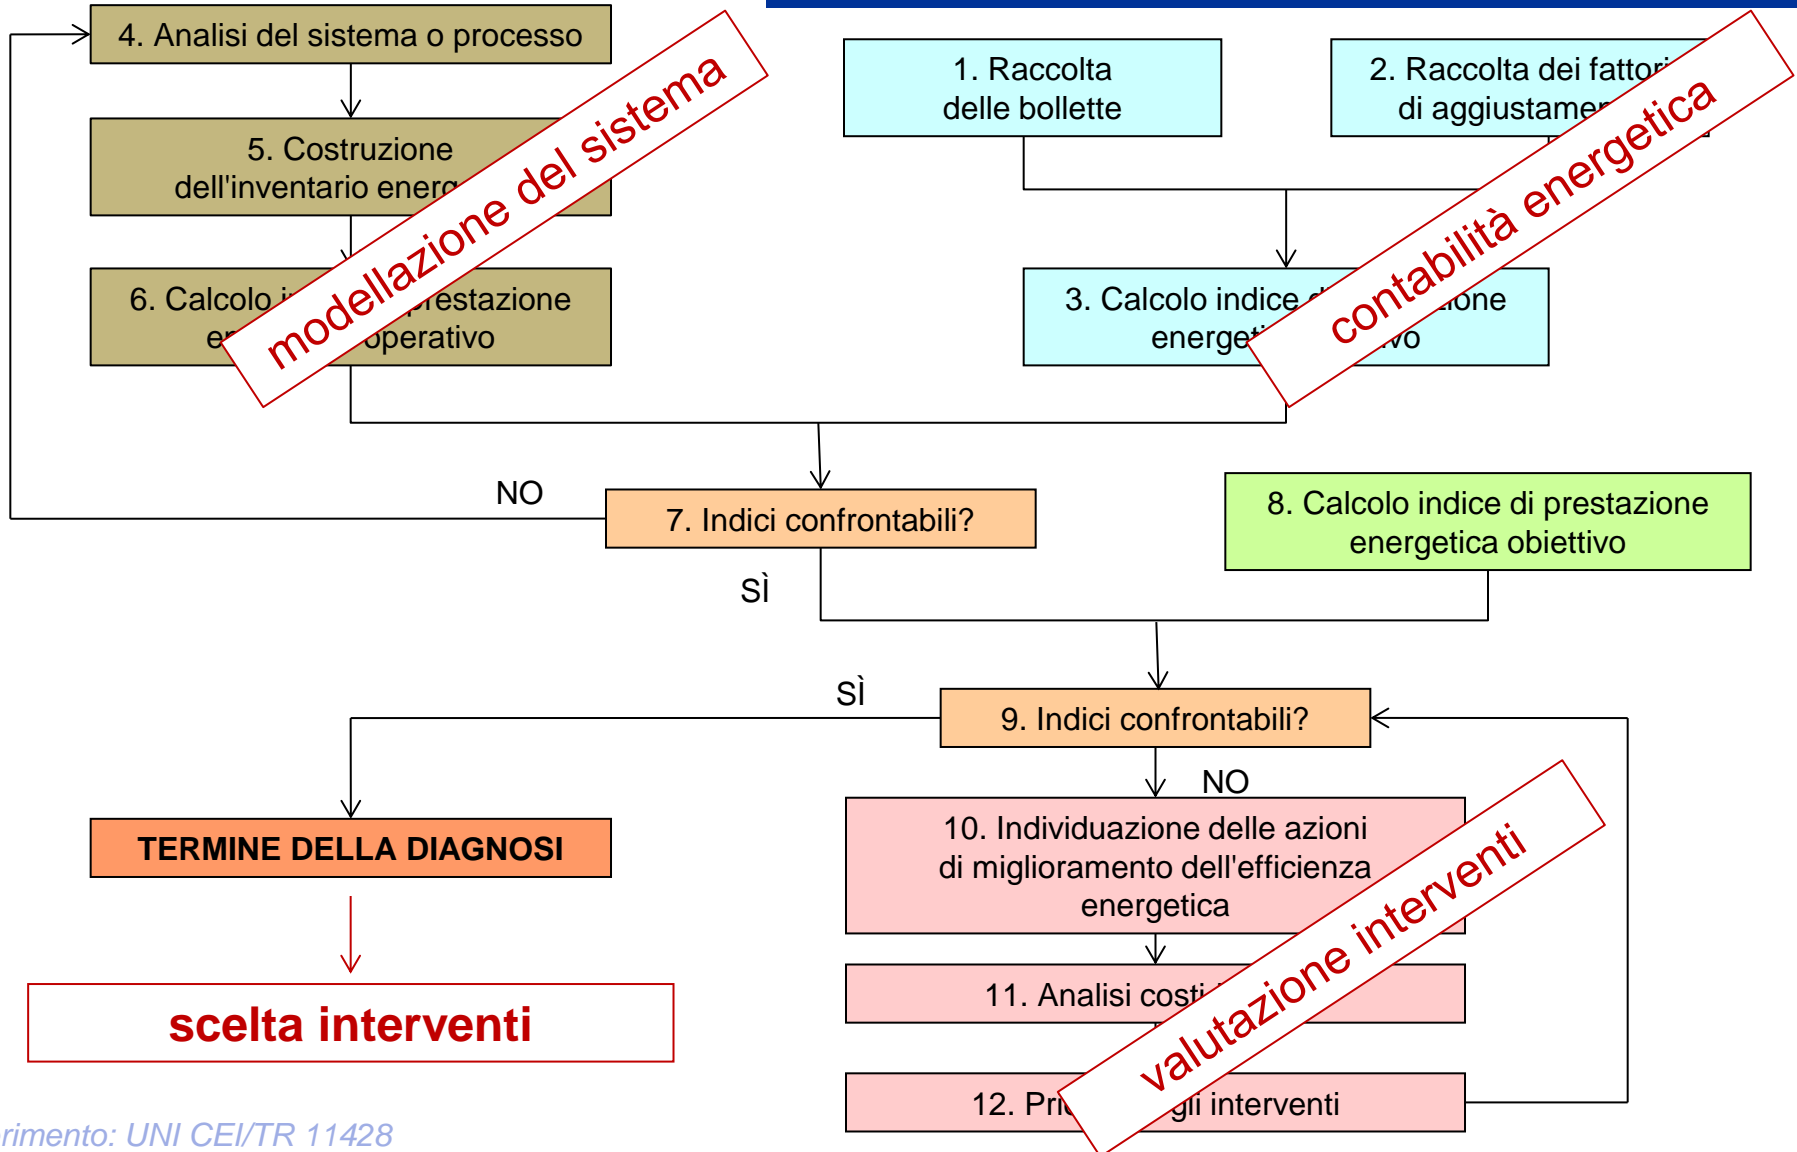 4. Analisi del sistema o processo
1. Raccolta
delle bollette
2. Raccolta dei fattori
di aggiustamen
5. Costruzione
dell'inventario energ
modellazione del sistema
contabilità energetica
6. Calcolo i prestazione
en operativo
3. Calcolo indice d zione
energeti vo
NO
7. Indici confrontabili?
8. Calcolo indice di prestazione
energetica obiettivo
SÌ
SÌ
9. Indici confrontabili?
NO
TERMINE DELLA DIAGNOSI
10. Individuazione delle azioni
di miglioramento dell'efficienza
energetica
scelta interventi
11. Analisi costi
valutazione interventi
12. Prio gli interventi
rimento: UNI CEI/TR 11428